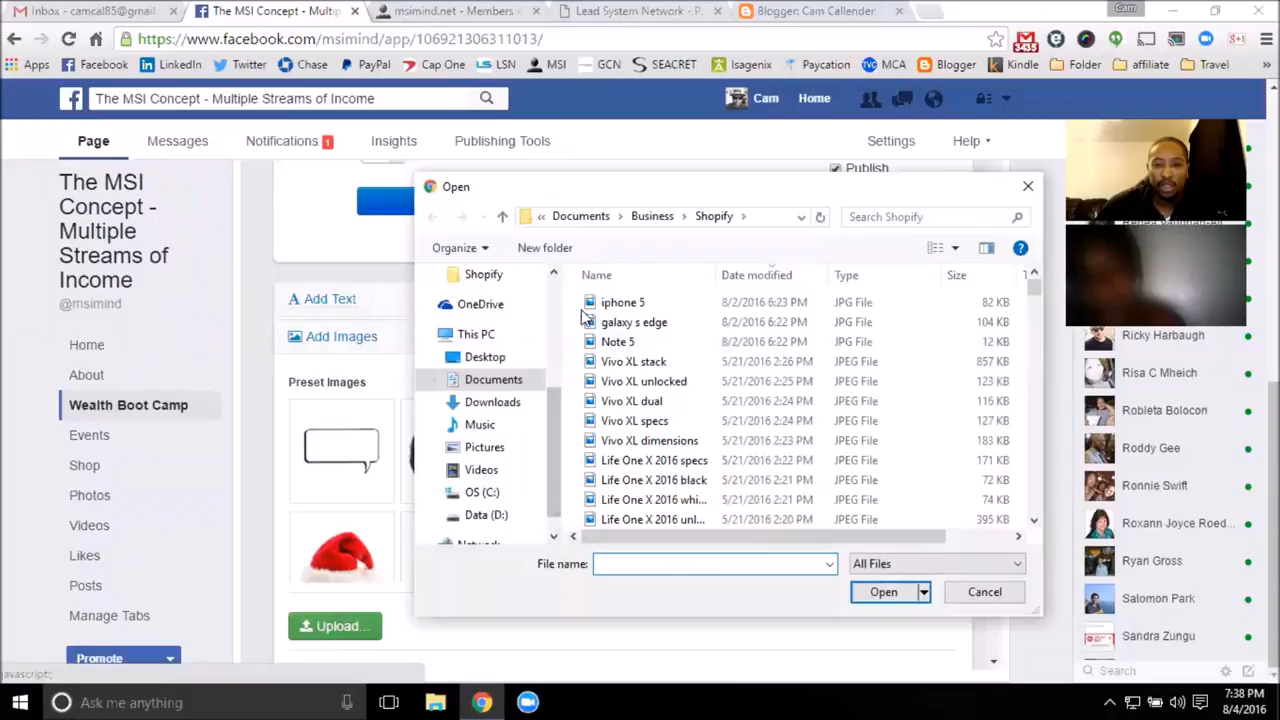 Inbox - camcal85@gmail.
The MSI Concept - Multiple
msimind.net - Members
Lead System Network - P.
Blogger: Cam Callender:
Cam
https://www.facebook.com/msimind/app/106921306311013/
3435
Apps
Facebook
LinkedIn
Twitter
Chase
PayPal
Cap One
LSN
MSI
GCN
SEACRET
Isagenix
Paycation
MCA
Blogger
Kindle
Folder
affiliate
Travel
The MSI Concept - Multiple Streams of Income
Cam
Home
Page
Messages
Notifications 1
Insights
Publishing Tools
Settings
Help
The MSI
Concept -
Multiple
Streams of
Income
@msimind
Home
About
Wealth Boot Camp
Events
Shop
Photos
Videos
Likes
Posts
Manage Tabs
Promote
javascript:;
Publish
Add Text
Add Images
Preset Images
Upload...
Open
Documents
Business
Shopify
Search Shopify
Organize
New folder
Shopify
OneDrive
This PC
Desktop
Documents
Downloads
Music
Pictures
Videos
OS (C:)
Data (D:)
Network
Name
Date modified
Type
Size
iphone 5 8/2/2016 6:23 PM JPG File 82 KB
galaxy s edge 8/2/2016 6:22 PM JPG File 104 KB
Note 5 8/2/2016 6:22 PM JPG File 12 KB
Vivo XL stack 5/21/2016 2:26 PM JPEG File 857 KB
Vivo XL unlocked 5/21/2016 2:25 PM JPEG File 123 KB
Vivo XL dual 5/21/2016 2:24 PM JPEG File 116 KB
Vivo XL specs 5/21/2016 2:24 PM JPEG File 127 KB
Vivo XL dimensions 5/21/2016 2:23 PM JPEG File 183 KB
Life One X 2016 specs 5/21/2016 2:22 PM JPEG File 171 KB
Life One X 2016 black 5/21/2016 2:21 PM JPEG File 72 KB
Life One X 2016 whi... 5/21/2016 2:21 PM JPEG File 74 KB
Life One X 2016 unl... 5/21/2016 2:20 PM JPEG File 395 KB
File name:
All Files
Open
Cancel
Ricky Harbaugh
Risa C Mheich
Robleta Bolocon
Roddy Gee
Ronnie Swift
Roxann Joyce Roed...
Ryan Gross
Salomon Park
Sandra Zungu
Search
Ask me anything
7:38 PM
8/4/2016